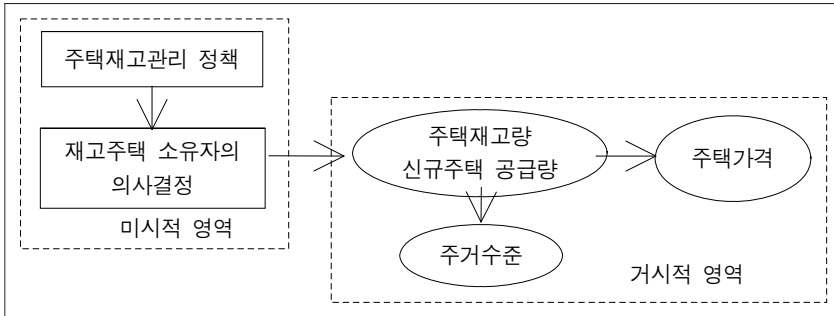 주택재고관리 정책
재고주택 소유자의
의사결정
미시적 영역
주택재고량
신규주택 공급량
주택가격
주거수준
거시적 영역